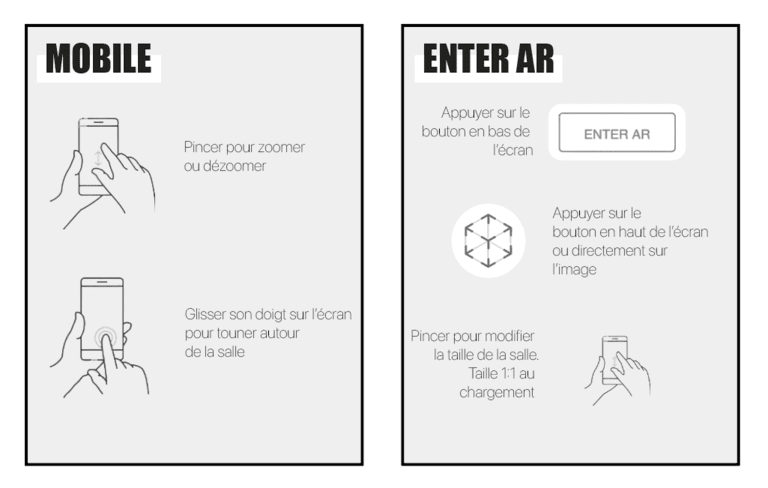 MOBILE
Pincer pour zoomer
ou dézoomer
Glisser son doigt sur l'écran
pour touner autour
de la salle
ENTER AR
Appuyer sur le
bouton en bas de
l'écran
ENTER AR
Appuyer sur le
bouton en haut de l'écran
ou directement sur
l'image
Pincer pour modifier
la taille de la salle.
Taille 1:1 au
chargement